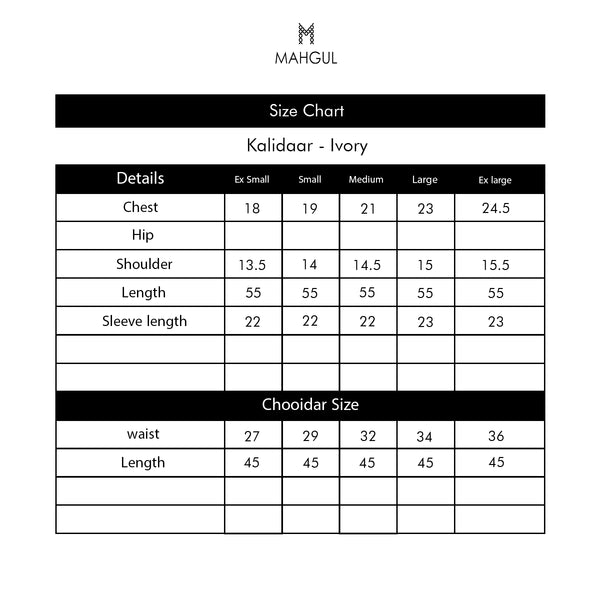 MAHGUL
Size Chart
Kalidaar - Ivory
Details Ex Small Small Medium Large Ex large
Chest 18 19 21 23 24.5
Hip
Shoulder 13.5 14 14.5 15 15.5
Length 55 55 55 55 55
Sleeve length 22 22 22 23 23
Chooidar Size
waist 27 29 32 34 36
Length 45 45 45 45 45